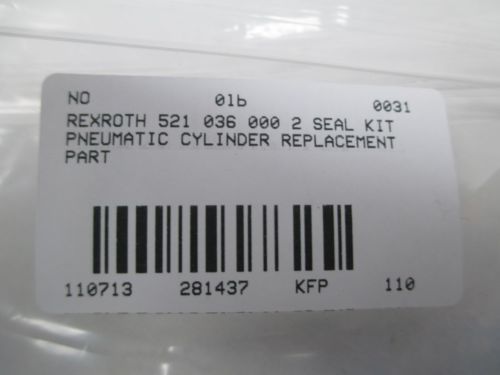 NO 01b 0031
REXROTH 521 036 000 2 SEAL KIT
PNEUMATIC CYLINDER REPLACEMENT
PART
110713 281437 KFP 110